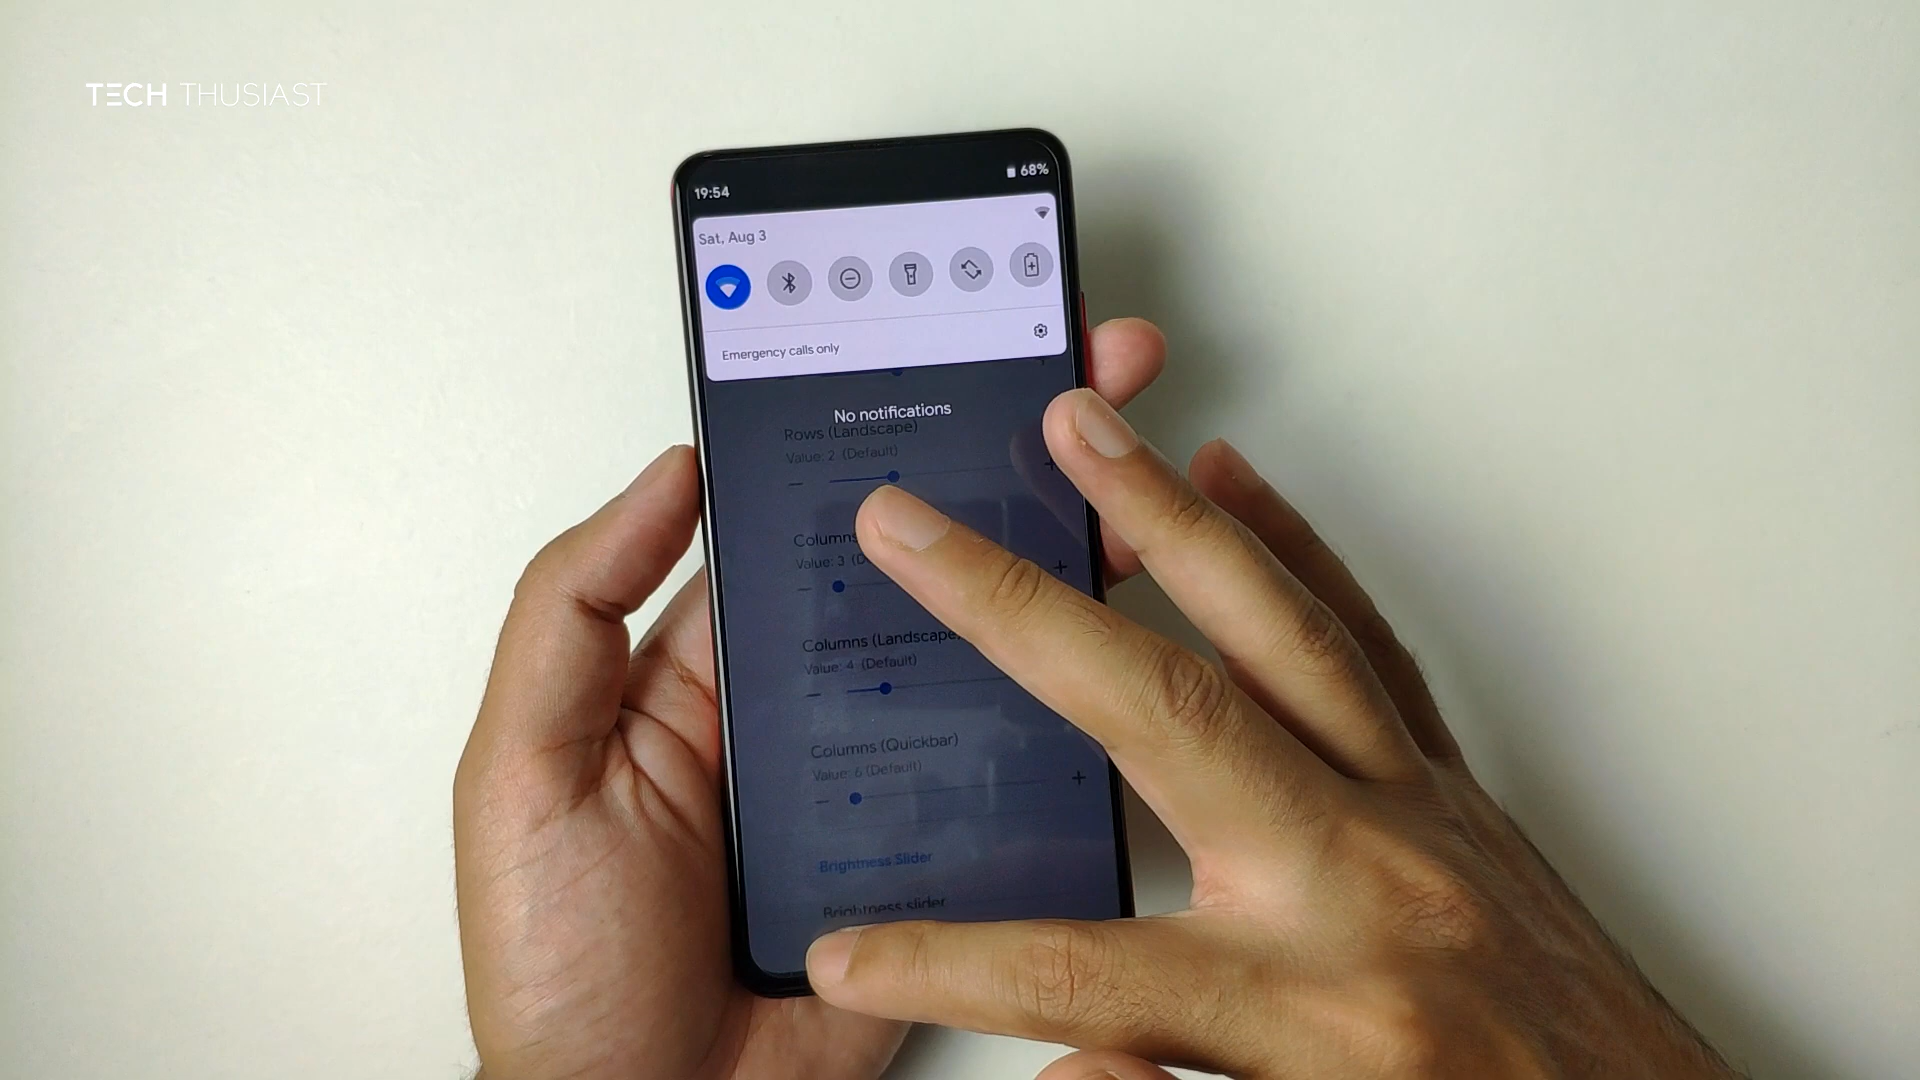 TECH THUSIAST
19:54
68%
Sat, Aug 3
Emergency calls only
No notifications
Rows (Landscape)
Value: 2 (Default)
Columns
Value: 3 (D
Columns (Landscape
Value: 4 (Default)
Columns (Quickbar)
Value: 6 (Default)
Brightness Slider
Brightness slider